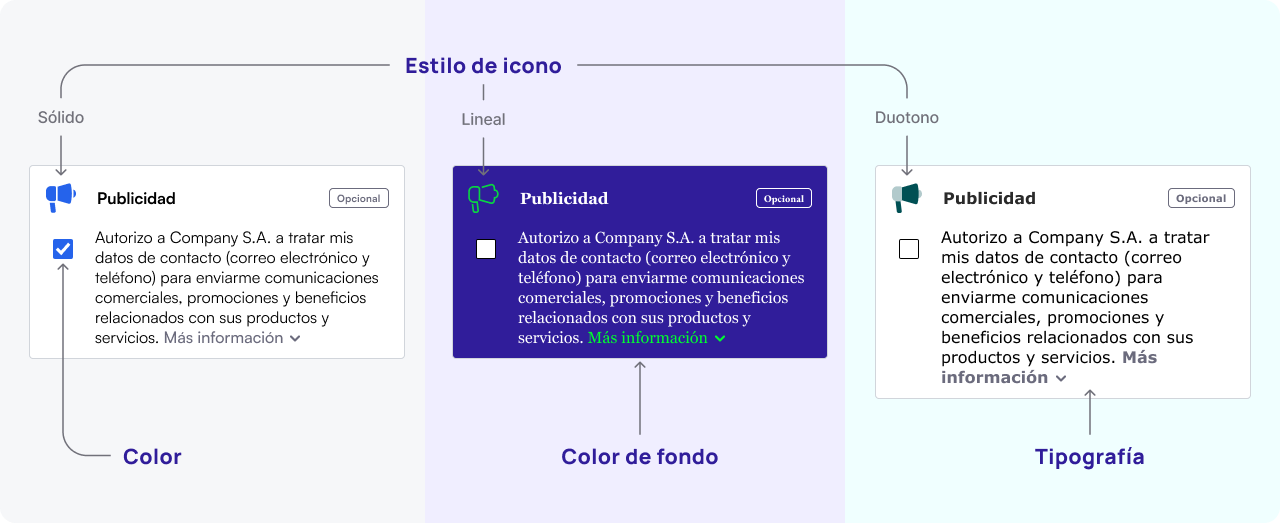 Estilo de icono
Sólido
Lineal
Duotono
Publicidad
Opcional
Autorizo a Company S.A. a tratar mis
datos de contacto (correo electrónico y
teléfono) para enviarme comunicaciones
comerciales, promociones y beneficios
relacionados con sus productos y
servicios. Más información
Publicidad
Opcional
Autorizo a Company S.A. a tratar mis
datos de contacto (correo electrónico y
teléfono) para enviarme comunicaciones
comerciales, promociones y beneficios
relacionados con sus productos y
servicios. Más información
Publicidad
Opcional
Autorizo a Company S.A. a tratar
mis datos de contacto (correo
electrónico y teléfono) para
enviarme comunicaciones
comerciales, promociones y
beneficios relacionados con sus
productos y servicios. Más
información
Color
Color de fondo
Tipografía